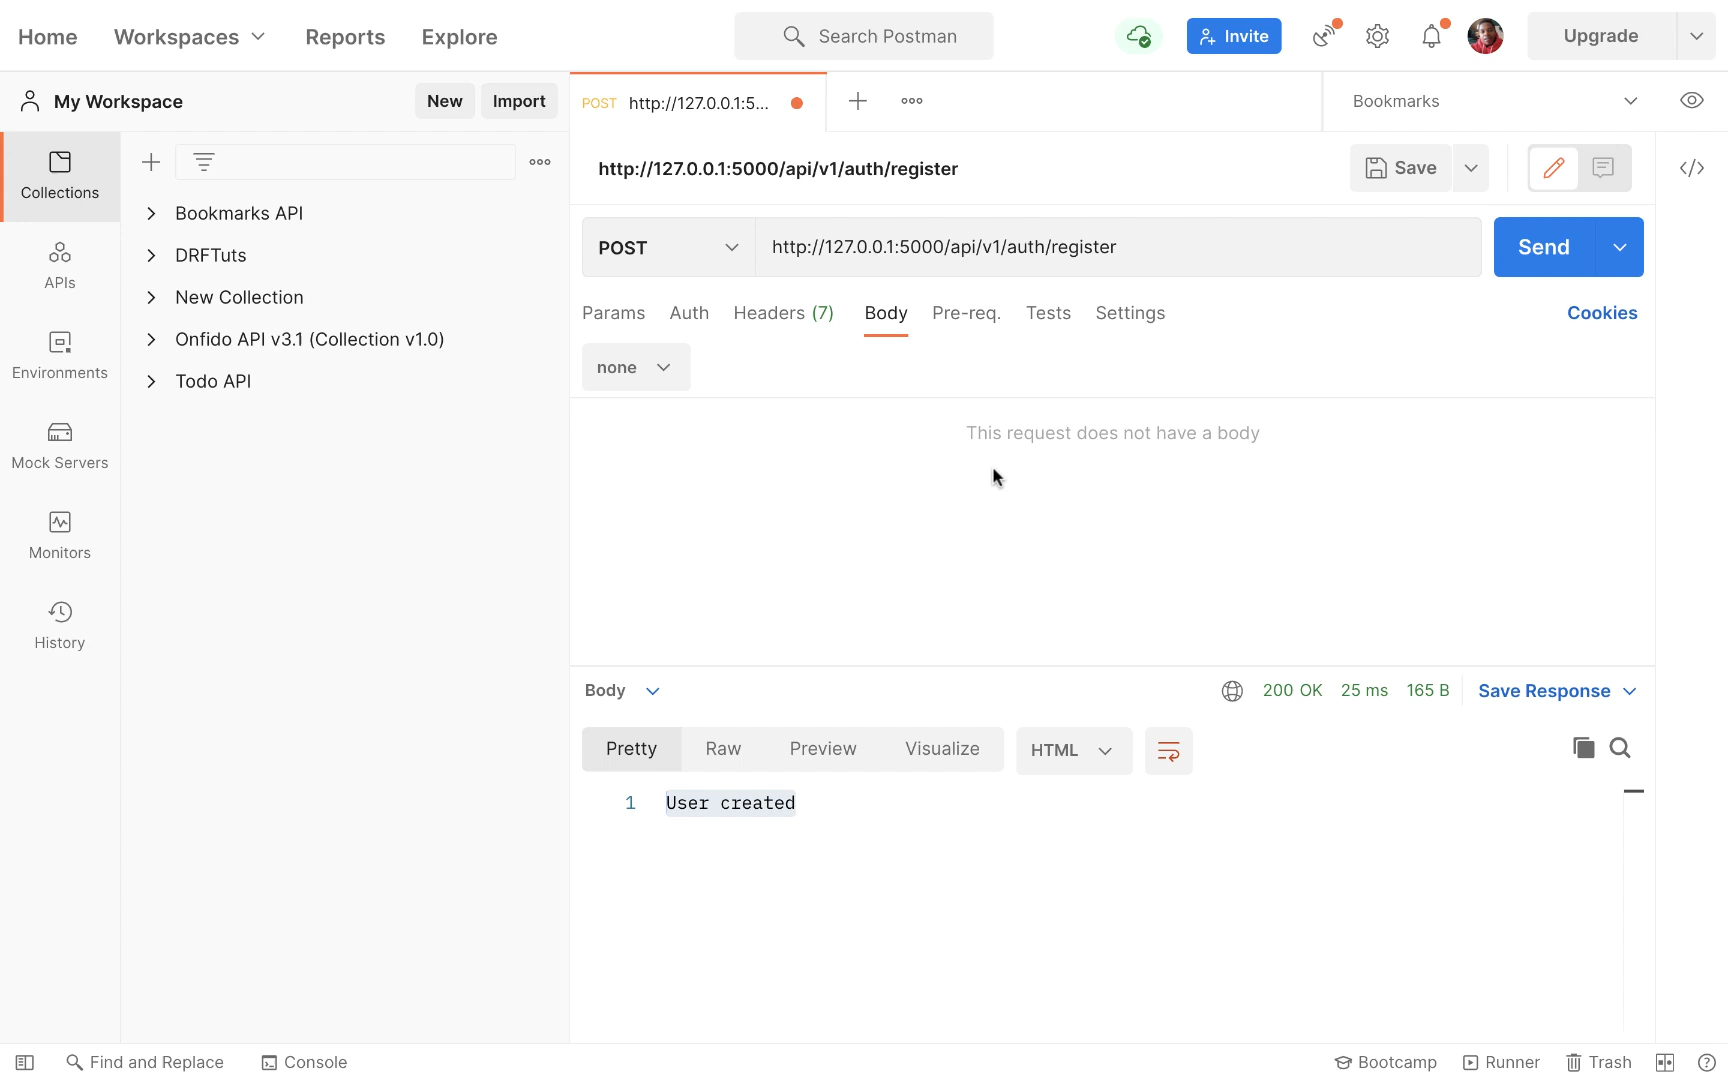 Home
Workspaces
Reports
Explore
Search Postman
Invite
Upgrade
My Workspace
New
Import
POST http://127.0.0.1:5...
Bookmarks
Collections
APIs
Environments
Mock Servers
Monitors
History
Bookmarks API
DRFTuts
New Collection
Onfido API v3.1 (Collection v1.0)
Todo API
http://127.0.0.1:5000/api/v1/auth/register
Save
</>
POST
http://127.0.0.1:5000/api/v1/auth/register
Send
Params
Auth
Headers (7)
Body
Pre-req.
Tests
Settings
Cookies
none
This request does not have a body
Body
200 OK
25 ms
165 B
Save Response
Pretty
Raw
Preview
Visualize
HTML
1 User created
Find and Replace
Console
Bootcamp
Runner
Trash